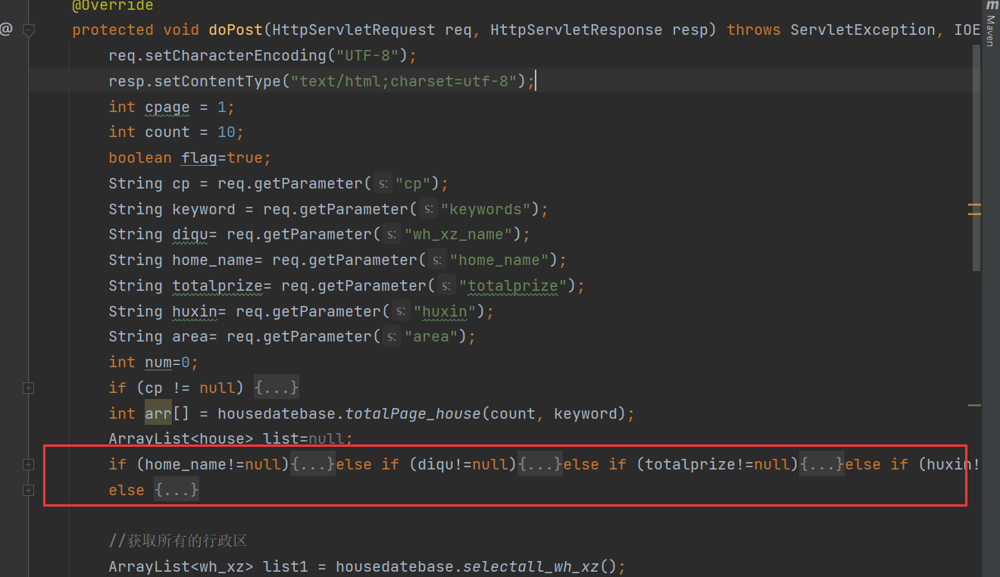 @Override
@ protected void doPost(HttpServletRequest req, HttpServletResponse resp) throws ServletException, IOE
req.setCharacterEncoding("UTF-8");
resp.setContentType("text/html;charset=utf-8");
int cpage = 1;
int count = 10;
boolean flag=true;
String cp = req.getParameter( s: "cp");
String keyword = req.getParameter( s: "keywords");
String diqu= req.getParameter( s: "wh_xz_name");
String home_name= req.getParameter( s: "home_name");
String totalprize= req.getParameter( s: "totalprize");
String huxin= req.getParameter( s: "huxin");
String area= req.getParameter( s: "area");
int num=0;
if (cp != null) {...}
int arr[] = housedatebase.totalPage_house(count, keyword);
ArrayList<house> list=null;
if (home_name!=null){...}else if (diqu!=null){...}else if (totalprize!=null){...}else if (huxin!
else {...}
//获取所有的行政区
ArrayList<wh_xz> list1 = housedatebase.selectall_wh_xz();
m
Maven